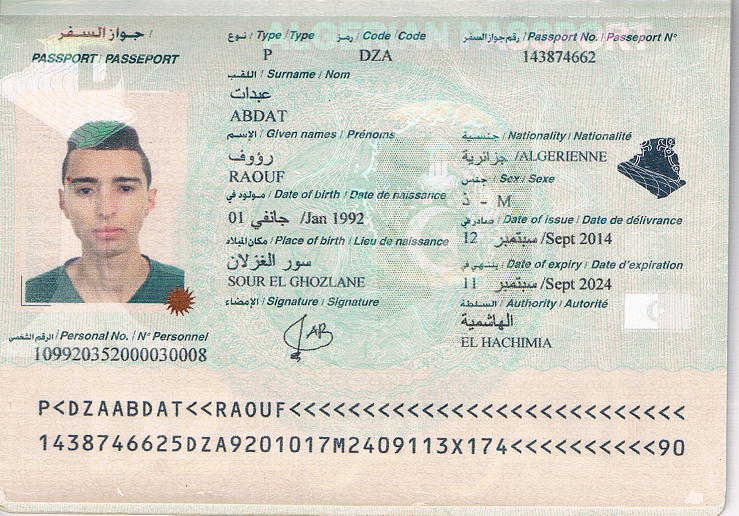 ALGERIAN PASSPORT
جواز السفر /
PASSPORT / PASSEPORT
نوع / Type / Type
رمز / Code / Code
رقم جواز السفر / Passport No. / Passeport N°
P
DZA
143874662
اللقب / Surname / Nom
عبدات
ABDAT
الإسم / Given names / Prénoms
رؤوف
RAOUF
جنسية / Nationality / Nationalité
جزائرية /ALGERIENNE
جنس / Sex / Sexe
ذ - M
مولود في / Date of birth / Date de naissance
01 جانفي /Jan 1992
صادر في / Date of issue / Date de délivrance
12 سبتمبر /Sept 2014
مكان الميلاد / Place of birth / Lieu de naissance
سور الغزلان
SOUR EL GHOZLANE
ينتهي في / Date of expiry / Date d'expiration
11 سبتمبر /Sept 2024
الإمضاء / Signature / Signature
السلطة / Authority / Autorité
الهاشمية
EL HACHIMIA
الرقم الشخصي / Personal No. / N° Personnel
109920352000030008
P<DZAABDAT<<RAOUF<<<<<<<<<<<<<<<<<<<<<<<<<<<
1438746625DZA9201017M2409113X174<<<<<<<<<<90